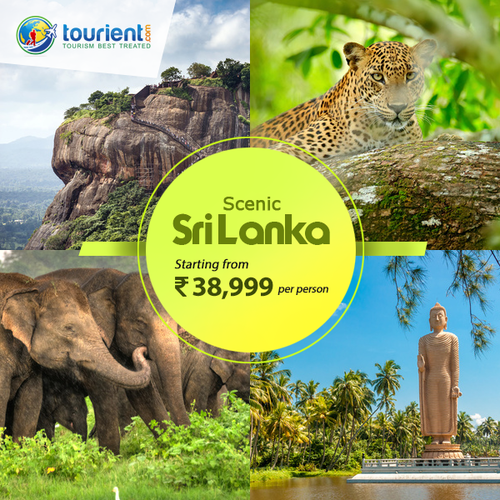 tourient.com
TOURISM BEST TREATED
Scenic
Sri Lanka
Starting from
₹ 38,999 per person